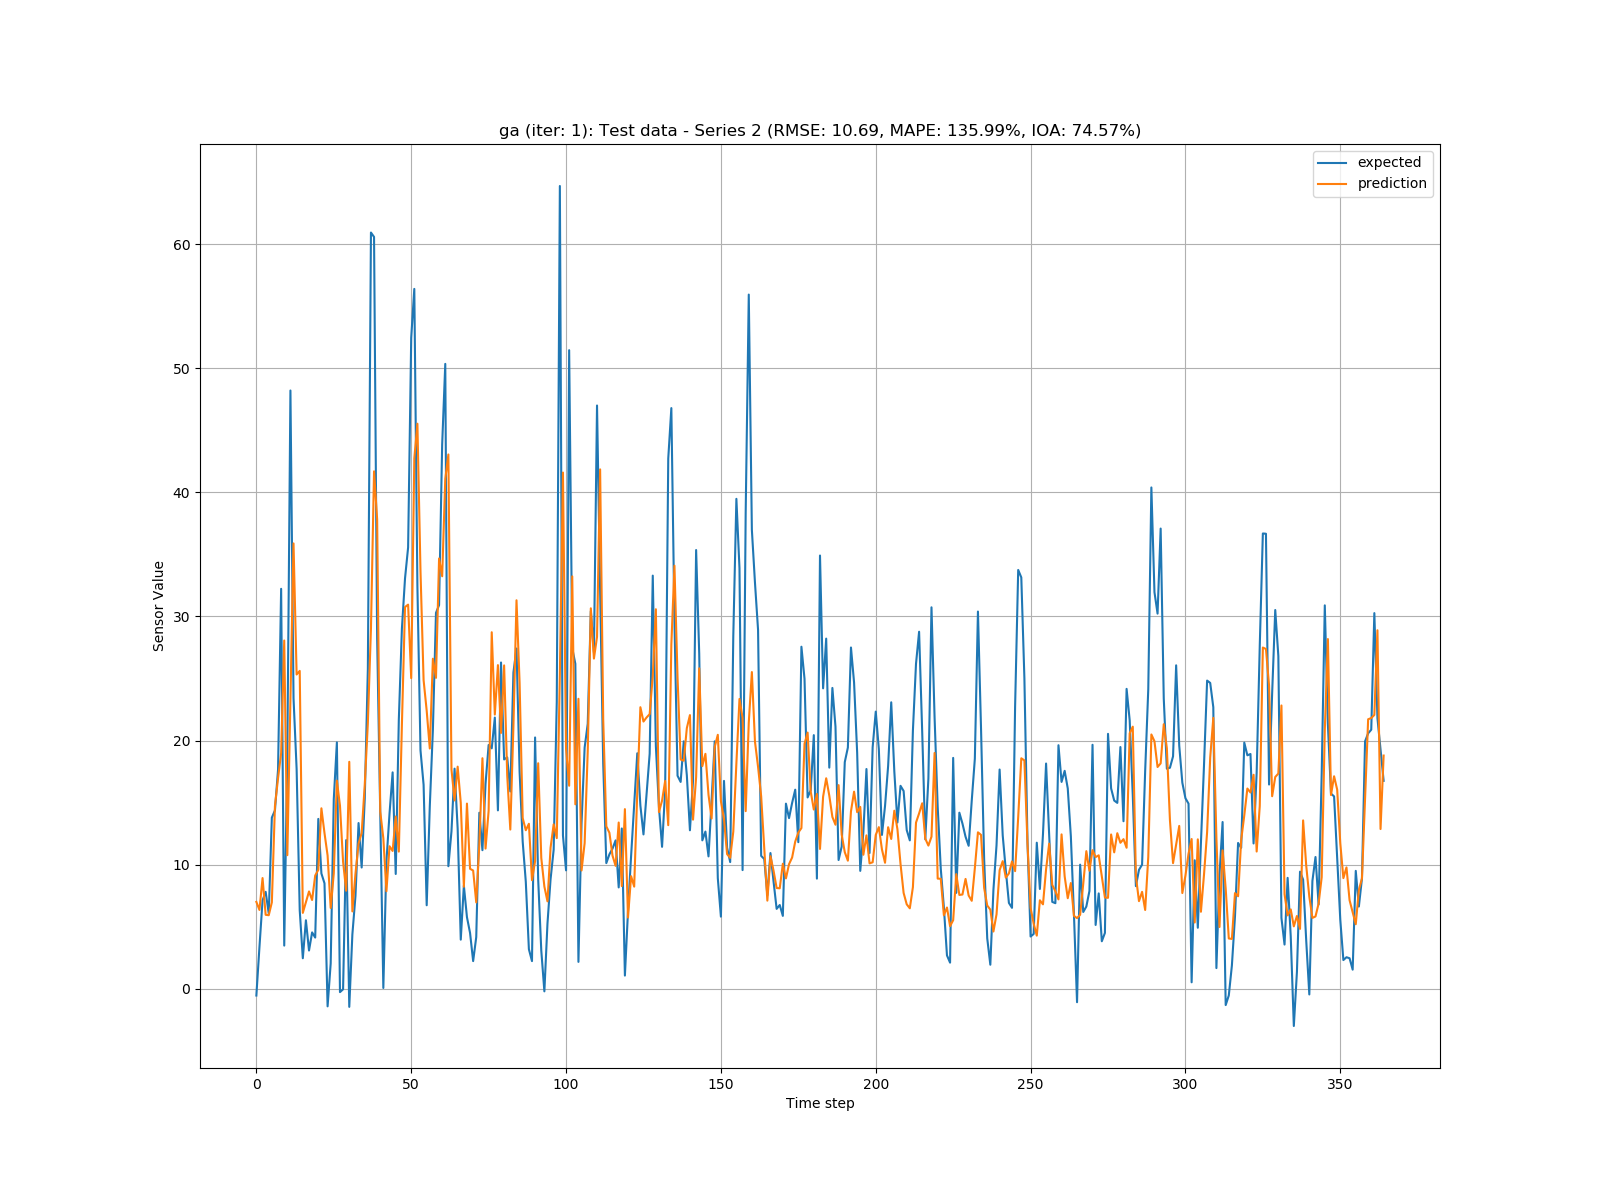 ga (iter: 1): Test data - Series 2 (RMSE: 10.69, MAPE: 135.99%, IOA: 74.57%)
expected
prediction
60
50
40
30
20
10
0
Sensor Value
0 50 100 150 200 250 300 350
Time step